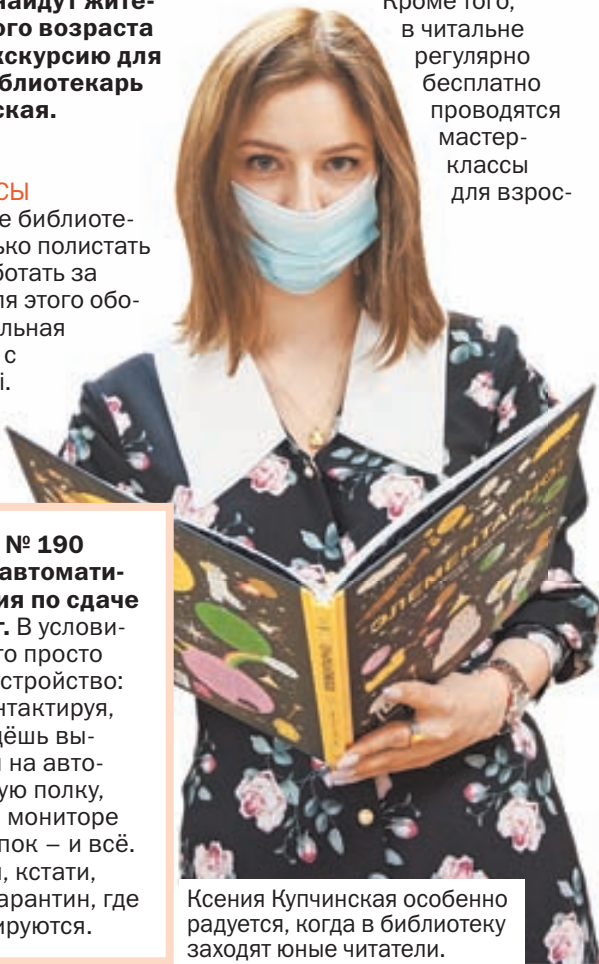 найдут жите-
ого возраста
кскурсию для
блиотекарь
ская.
СЫ
е библиоте-
ько полистать
ботать за
ля этого обо-
льная
с
i.
№ 190
автомати-
ия по сдаче
г. В услови-
то просто
стройство:
нтактируя,
дёшь вы-
и на авто-
ую полку,
мониторе
пок – и всё.
, кстати,
арантин, где
ируются.
Кроме того,
в читальне
регулярно
бесплатно
проводятся
мастер-
классы
для взрос-
ЭЛЕМЕНТАРНО!
Ксения Купчинская особенно
радуется, когда в библиотеку
заходят юные читатели.